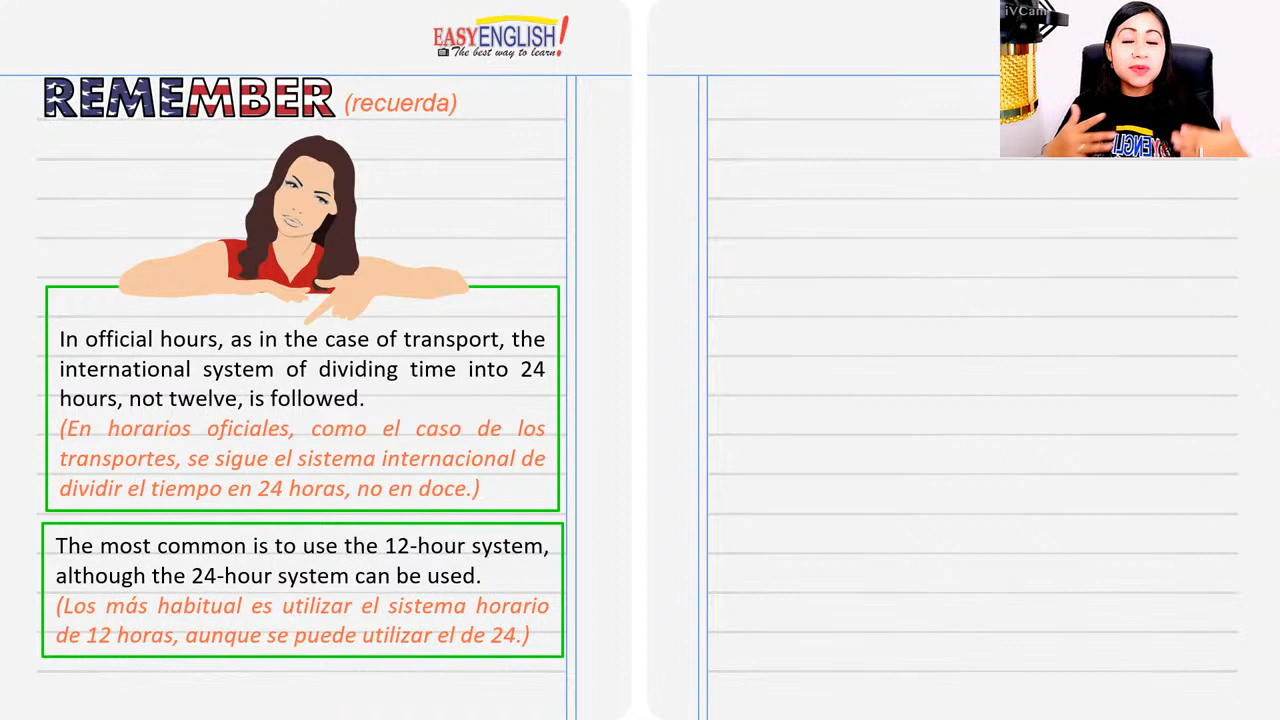 EASYENGLISH!
The best way to learn!
iVCam
REMEMBER (recuerda)
In official hours, as in the case of transport, the
international system of dividing time into 24
hours, not twelve, is followed.
(En horarios oficiales, como el caso de los
transportes, se sigue el sistema internacional de
dividir el tiempo en 24 horas, no en doce.)
The most common is to use the 12-hour system,
although the 24-hour system can be used.
(Los más habitual es utilizar el sistema horario
de 12 horas, aunque se puede utilizar el de 24.)